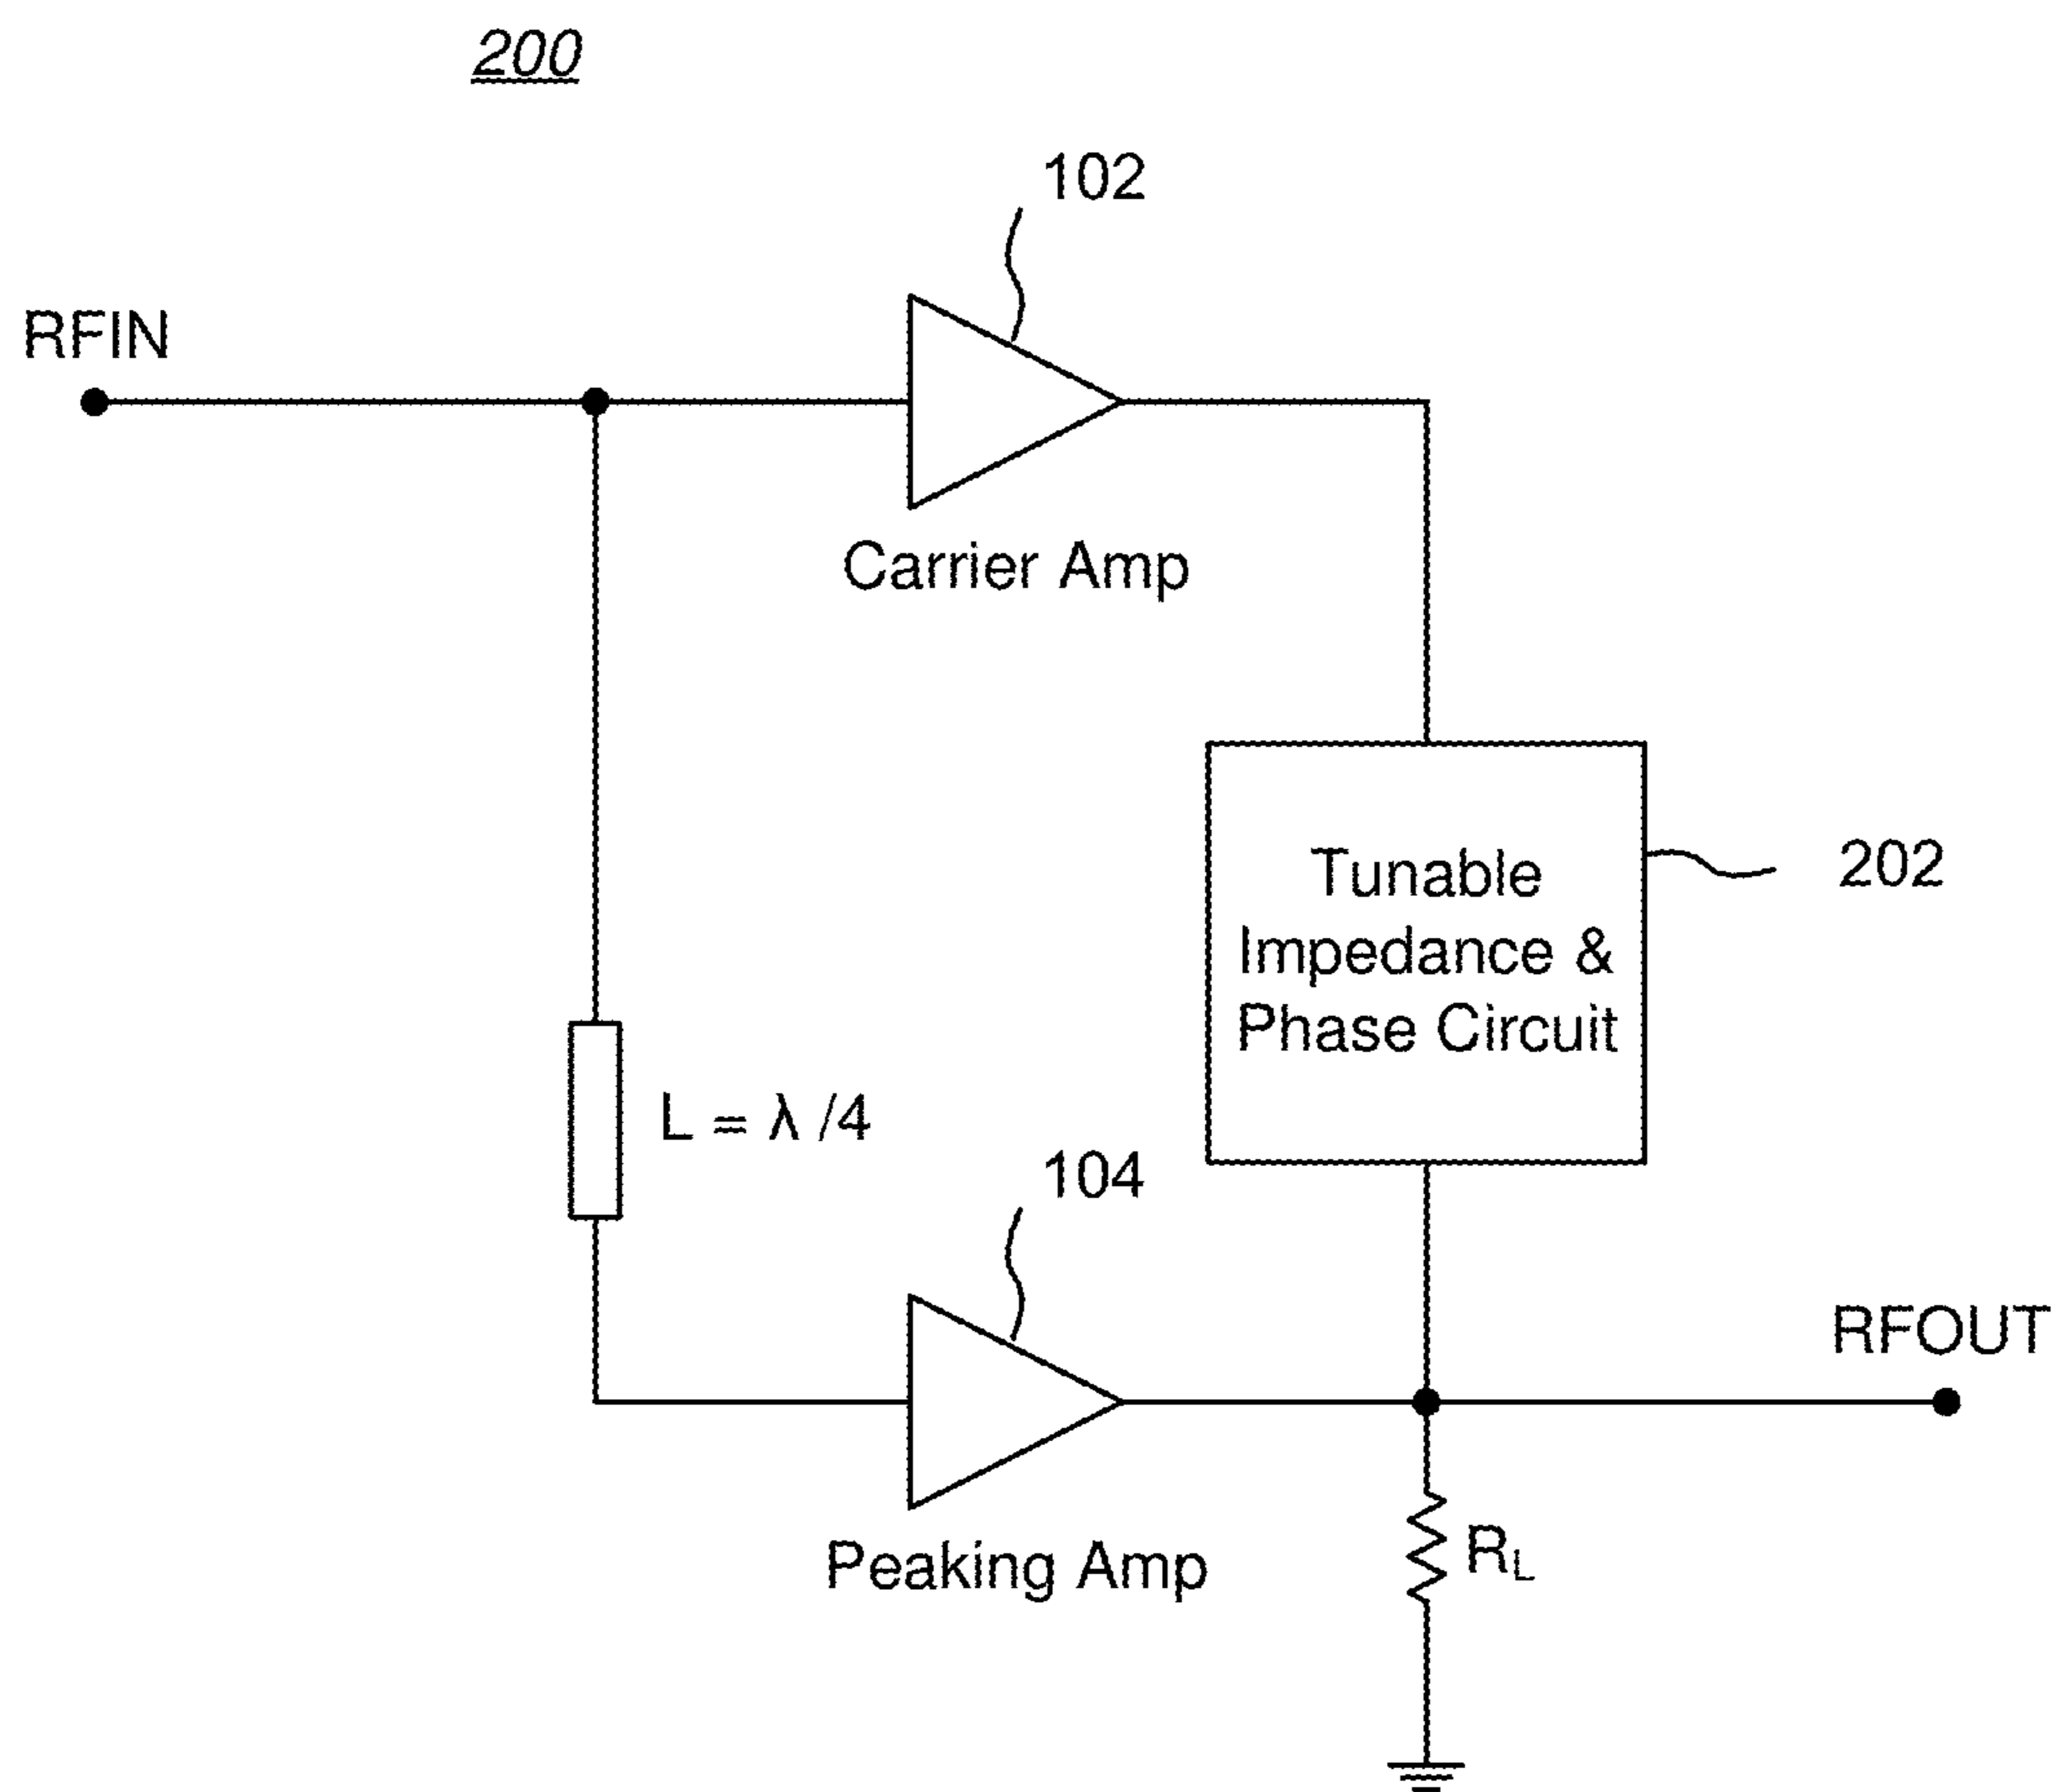 200
102
RFIN
Carrier Amp
Tunable
Impedance &
Phase Circuit
202
L = λ /4
104
RFOUT
Peaking Amp
RL